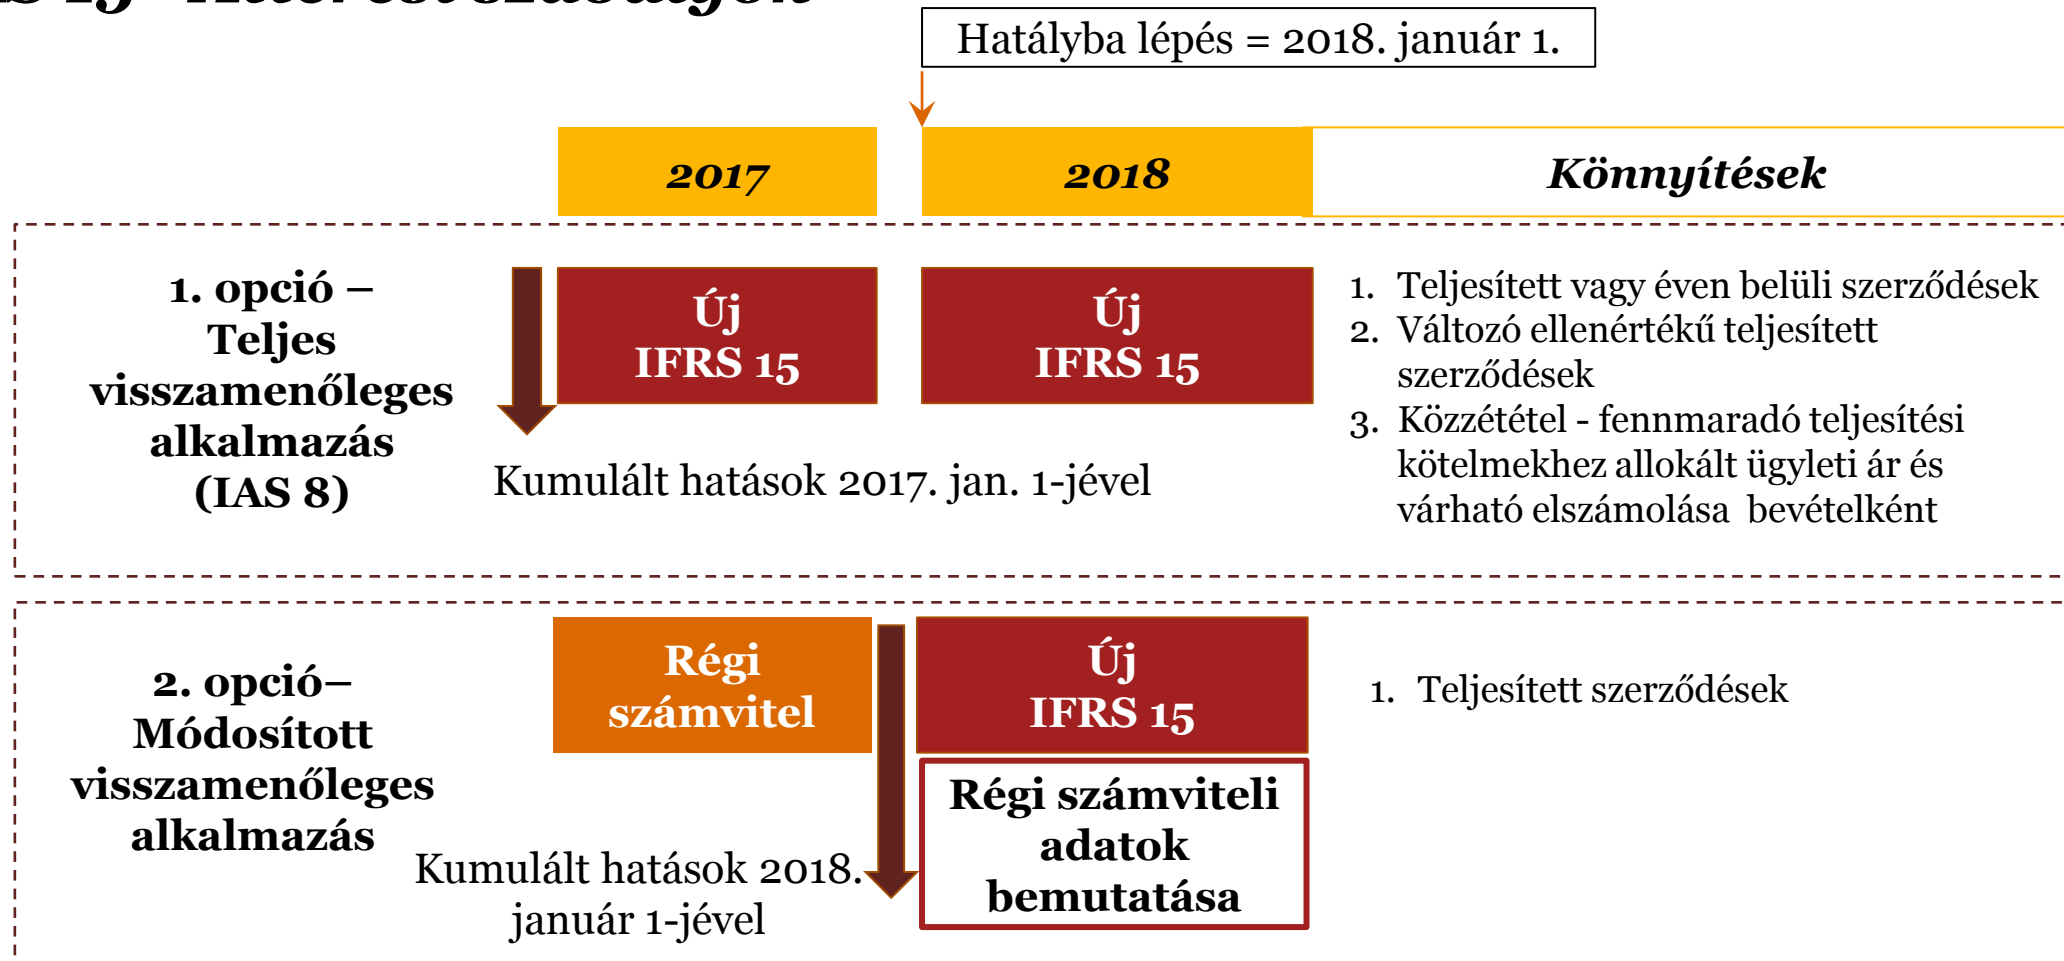 Hatályba lépés = 2018. január 1.
2017
2018
Könnyítések
1. opció –
Teljes
visszamenőleges
alkalmazás
(IAS 8)
Új
IFRS 15
Új
IFRS 15
Kumulált hatások 2017. jan. 1-jével
1. Teljesített vagy éven belüli szerződések
2. Változó ellenértékű teljesített
szerződések
3. Közzététel - fennmaradó teljesítési
kötelmekhez allokált ügyleti ár és
várható elszámolása bevételként
2. opció–
Módosított
visszamenőleges
alkalmazás
Régi
számvitel
Új
IFRS 15
Régi számviteli
adatok
bemutatása
Kumulált hatások 2018.
január 1-jével
1. Teljesített szerződések